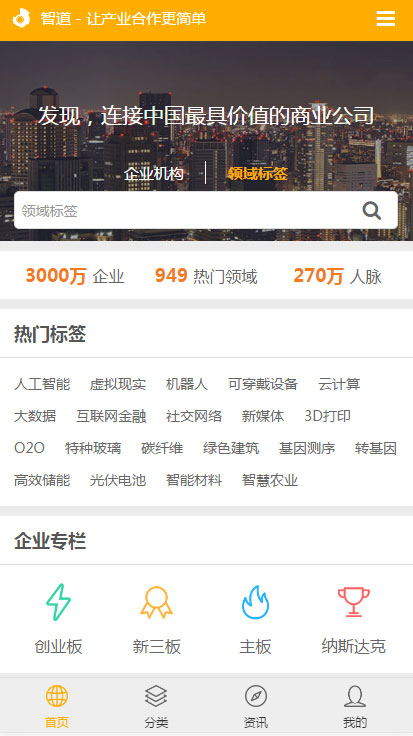 智道 - 让产业合作更简单
发现，连接中国最具价值的商业公司
企业机构 领域标签
领域标签
3000万 企业 949 热门领域 270万 人脉
热门标签
人工智能 虚拟现实 机器人 可穿戴设备 云计算
大数据 互联网金融 社交网络 新媒体 3D打印
O2O 特种玻璃 碳纤维 绿色建筑 基因测序 转基因
高效储能 光伏电池 智能材料 智慧农业
企业专栏
创业板 新三板 主板 纳斯达克
首页 分类 资讯 我的